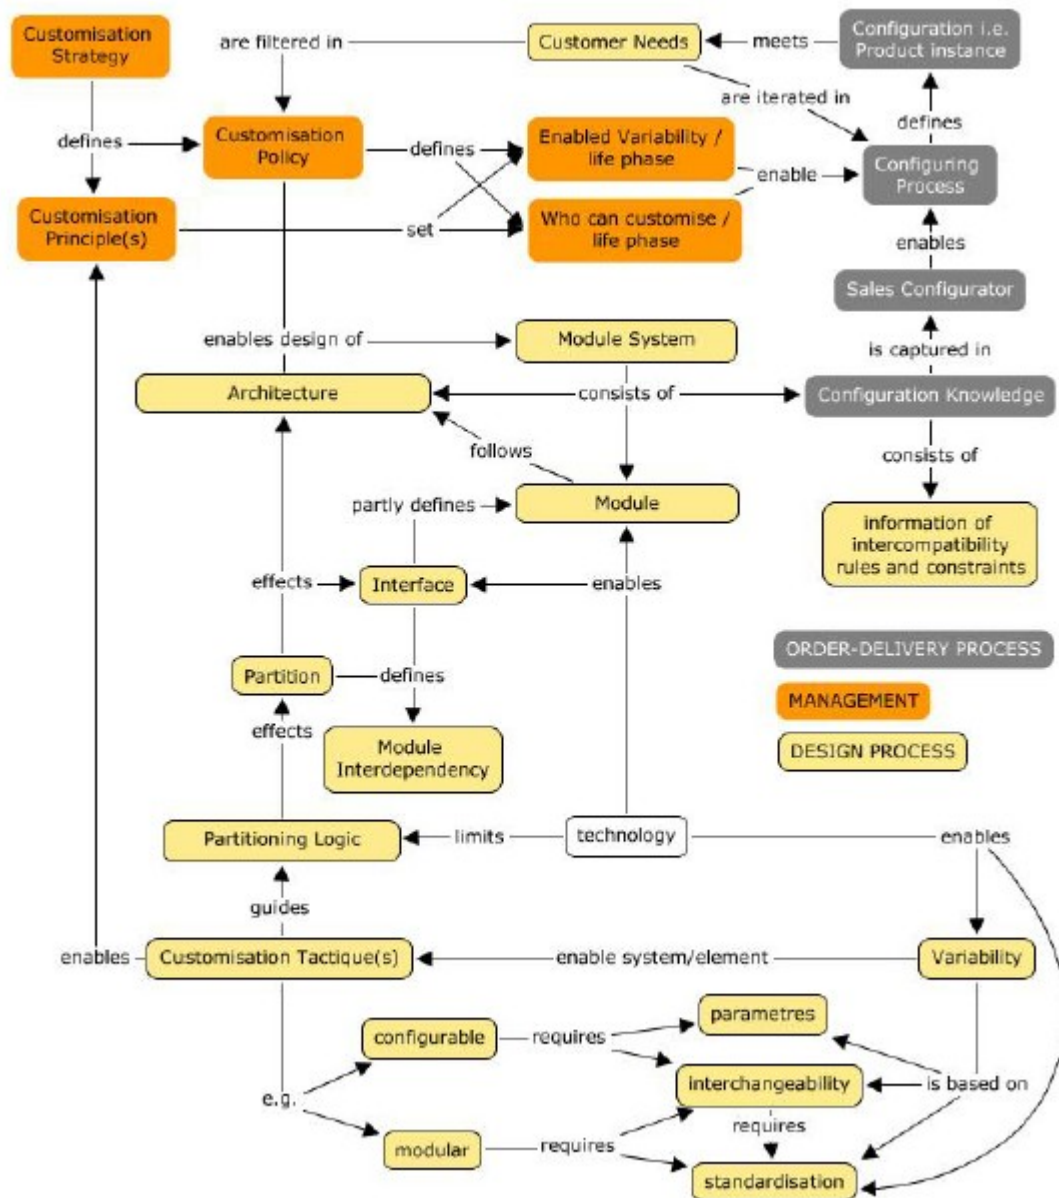 Customisation
Strategy
are filtered in
Customer Needs
meets
Configuration i.e.
Product instance
are iterated in
defines
defines
Customisation
Policy
defines
Enabled Variability /
life phase
enable
Configuring
Process
Customisation
Principle(s)
set
Who can customise /
life phase
enables
Sales Configurator
enables design of
Module System
is captured in
Architecture
consists of
Configuration Knowledge
follows
consists of
partly defines
Module
information of
intercompatibility
rules and constraints
effects
Interface
enables
ORDER-DELIVERY PROCESS
Partition
defines
MANAGEMENT
effects
Module
Interdependency
DESIGN PROCESS
Partitioning Logic
limits
technology
enables
guides
enables
Customisation Tactique(s)
enable system/element
Variability
parametres
configurable
requires
interchangeability
is based on
e.g.
requires
modular
requires
standardisation